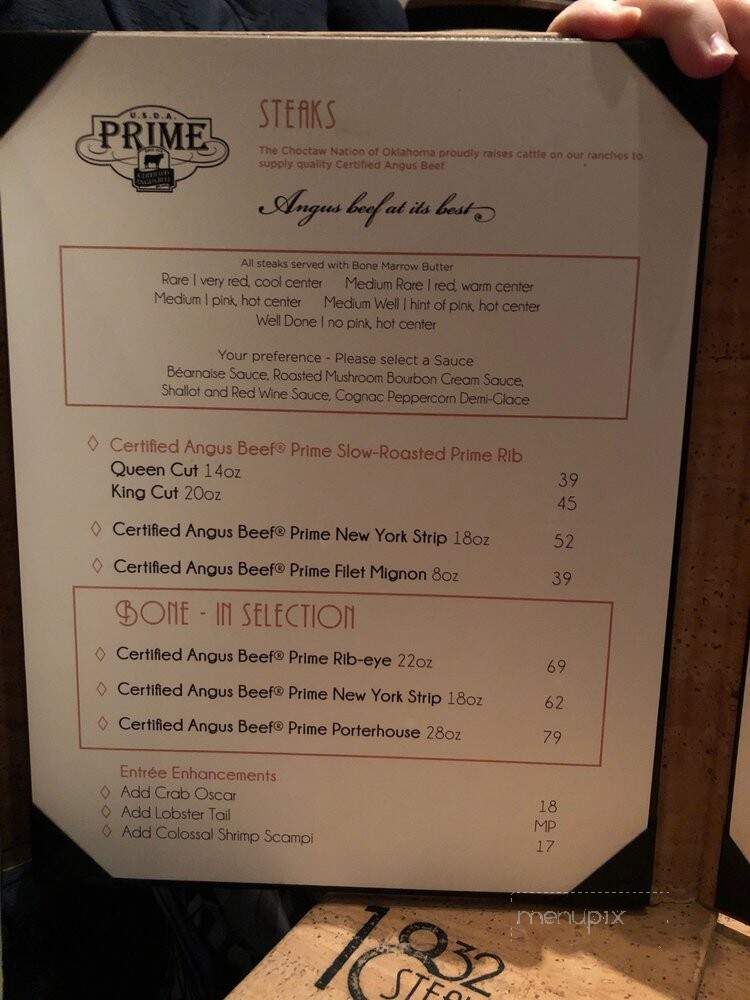 U.S.D.A.
PRIME
CERTIFIED
ANGUS BEEF
STEAKS
The Choctaw Nation of Oklahoma proudly raises cattle on our ranches to
supply quality Certified Angus Beef
Angus beef at its best
All steaks served with Bone Marrow Butter
Rare | very red, cool center Medium Rare | red, warm center
Medium | pink, hot center Medium Well | hint of pink, hot center
Well Done | no pink, hot center
Your preference - Please select a Sauce
Béarnaise Sauce, Roasted Mushroom Bourbon Cream Sauce,
Shallot and Red Wine Sauce, Cognac Peppercorn Demi-Glace
◊ Certified Angus Beef® Prime Slow-Roasted Prime Rib
Queen Cut 14oz 39
King Cut 20oz 45
◊ Certified Angus Beef® Prime New York Strip 18oz 52
◊ Certified Angus Beef® Prime Filet Mignon 8oz 39
BONE - IN SELECTION
◊ Certified Angus Beef® Prime Rib-eye 22oz 69
◊ Certified Angus Beef® Prime New York Strip 18oz 62
◊ Certified Angus Beef® Prime Porterhouse 28oz 79
Entrée Enhancements
◊ Add Crab Oscar 18
◊ Add Lobster Tail MP
◊ Add Colossal Shrimp Scampi 17
menupix
1832